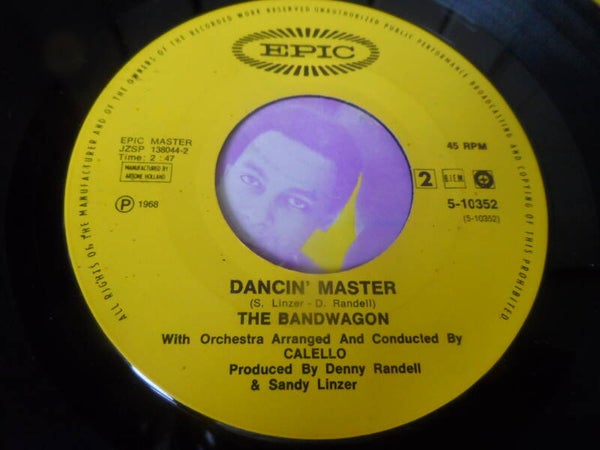 ALL RIGHTS OF THE MANUFACTURER AND OF THE OWNERS OF THE RECORDED WORK RESERVED UNAUTHORIZED PUBLIC PERFORMANCE BROADCASTING AND COPYING OF THIS PROHIBITED.
EPIC
EPIC MASTER
JZSP 138044-2
Time: 2:47
MANUFACTURED BY
ARTONE HOLLAND
Ⓟ 1968
45 RPM
2 B.I.E.M.
5-10352
(5-10352)
DANCIN' MASTER
(S. Linzer - D. Randell)
THE BANDWAGON
With Orchestra Arranged And Conducted By
CALELLO
Produced By Denny Randell
& Sandy Linzer